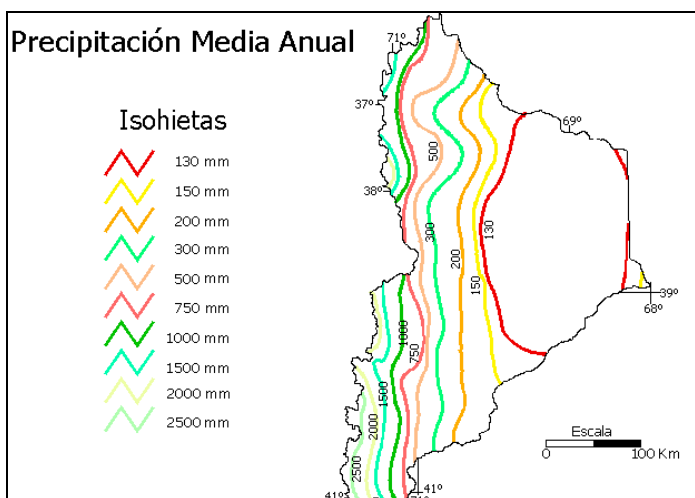 Precipitación Media Anual
Isohietas
130 mm
150 mm
200 mm
300 mm
500 mm
750 mm
1000 mm
1500 mm
2000 mm
2500 mm
71º
37º
69º
500
38º
300
130
200
150
39º
68º
1000
750
1500
2000
2500
Escala
0
100 Km
41º
41º